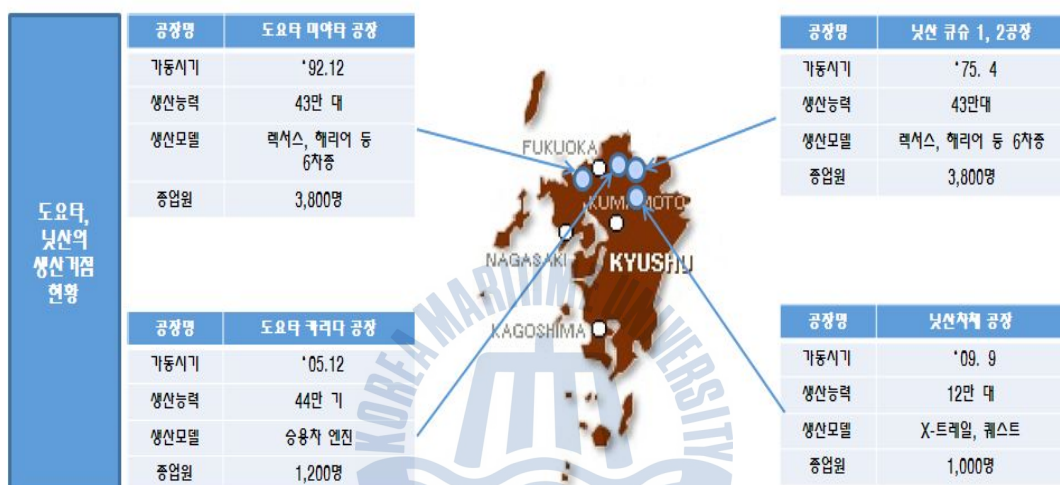 도요타,
닛산의
생산거점
현황
공장명 도요타 미야타 공장
가동시기 '92.12
생산능력 43만 대
생산모델 렉서스, 해리어 등
6차종
종업원 3,800명
공장명 닛산 큐슈 1, 2공장
가동시기 '75. 4
생산능력 43만대
생산모델 렉서스, 해리어 등 6차종
종업원 3,800명
FUKUOKA
KUMAMOTO
NAGASAKI
KYUSHU
KAGOSHIMA
공장명 도요타 카리다 공장
가동시기 '05.12
생산능력 44만 기
생산모델 승용차 엔진
종업원 1,200명
공장명 닛산차체 공장
가동시기 '09. 9
생산능력 12만 대
생산모델 X-트레일, 퀘스트
종업원 1,000명
KOREA MARITIME UNIVERSITY